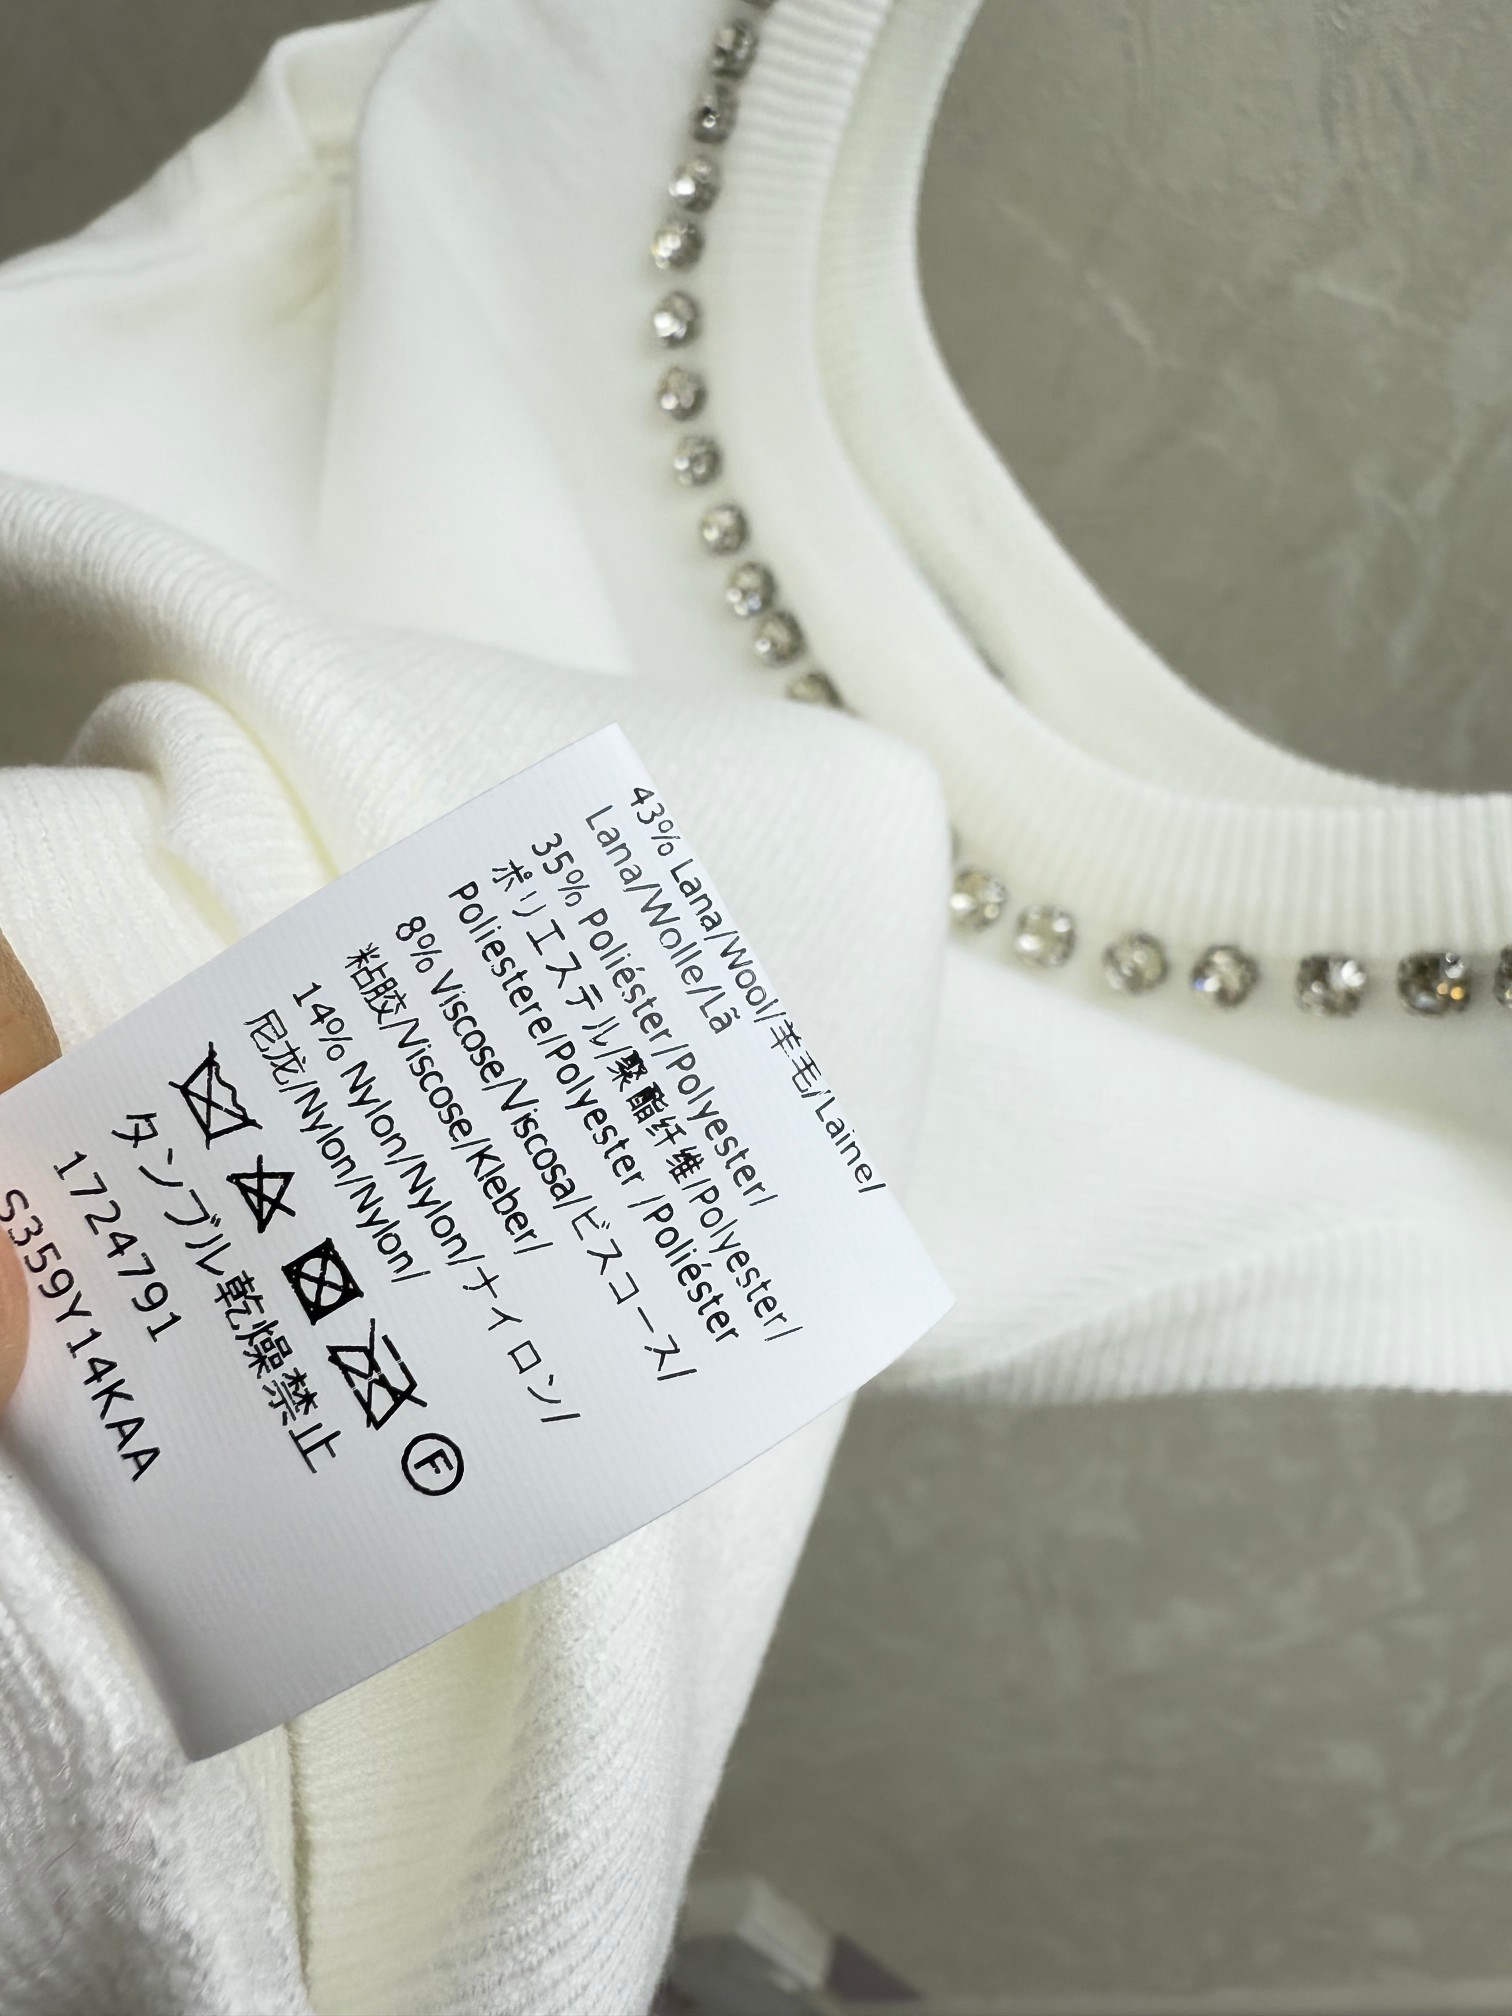 43% Lana/Wool/羊毛/Laine/
Lana/Wolle/Lã
35% Poliéster/Polyester/
ポリエステル/聚酯纤维/Polyester/
Poliestere/Polyester /Poliéster
8% Viscose/Viscosa/ビスコース/
粘胶/Viscose/Kleber/
14% Nylon/Nylon/ナイロン/
尼龙/Nylon/Nylon/
F
タンブル乾燥禁止
1724791
S359Y14KAA